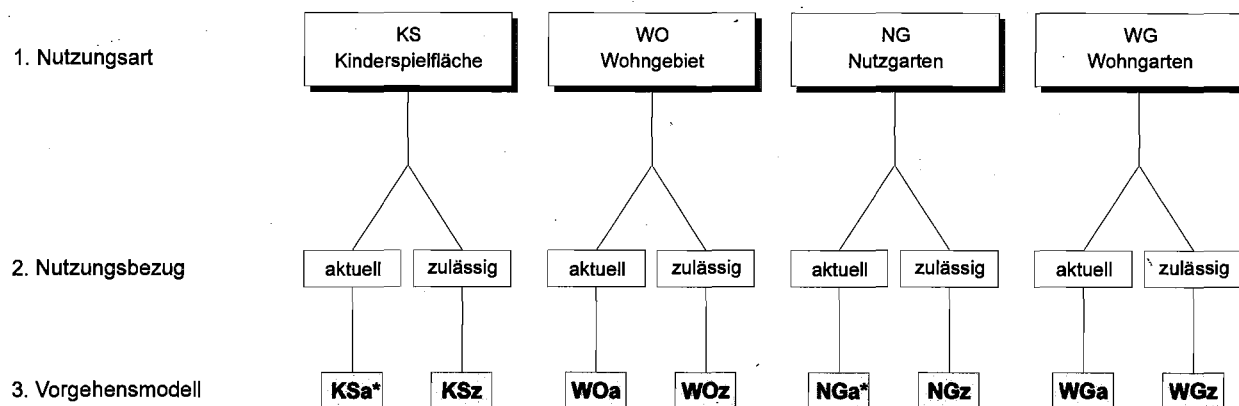 1. Nutzungsart
KS
Kinderspielfläche
WO
Wohngebiet
NG
Nutzgarten
WG
Wohngarten
2. Nutzungsbezug
aktuell
zulässig
aktuell
zulässig
aktuell
zulässig
aktuell
zulässig
3. Vorgehensmodell
KSa*
KSz
WOa
WOz
NGa*
NGz
WGa
WGz